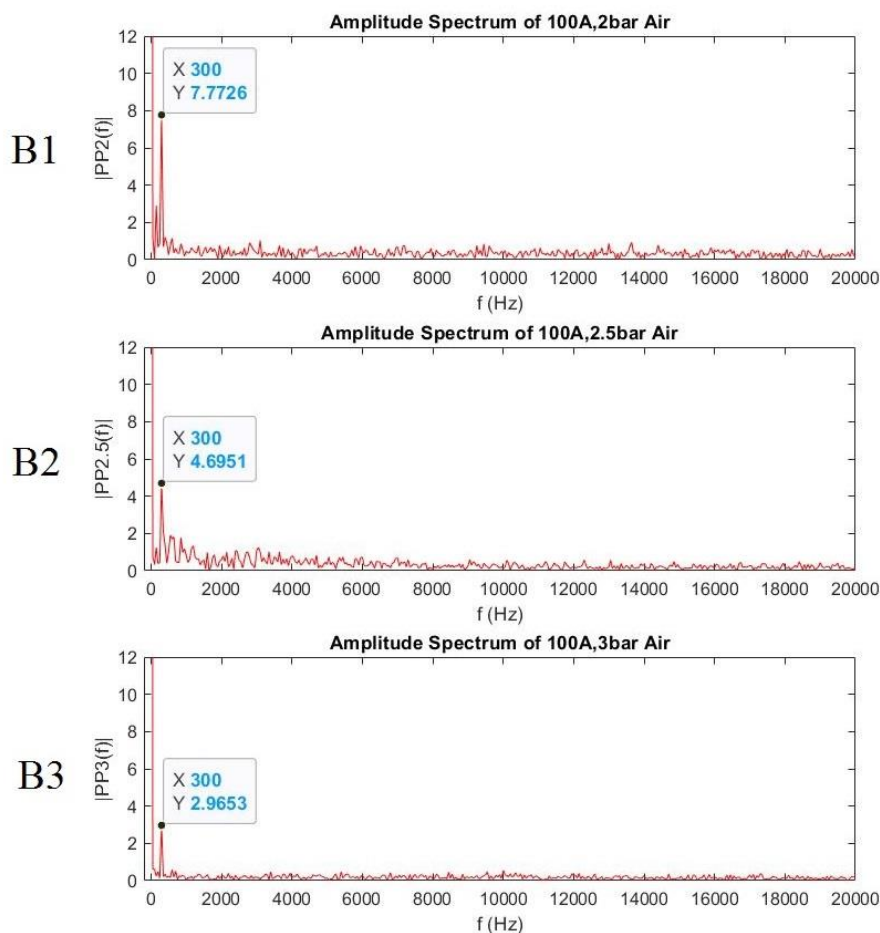 Amplitude Spectrum of 100A,2bar Air
12
10
8
6
4
2
0
X 300
Y 7.7726
|PP2(f)|
B1
0 2000 4000 6000 8000 10000 12000 14000 16000 18000 20000
f (Hz)
Amplitude Spectrum of 100A,2.5bar Air
12
10
8
6
4
2
0
X 300
Y 4.6951
|PP2.5(f)|
B2
0 2000 4000 6000 8000 10000 12000 14000 16000 18000 20000
f (Hz)
Amplitude Spectrum of 100A,3bar Air
12
10
8
6
4
2
0
X 300
Y 2.9653
|PP3(f)|
B3
0 2000 4000 6000 8000 10000 12000 14000 16000 18000 20000
f (Hz)